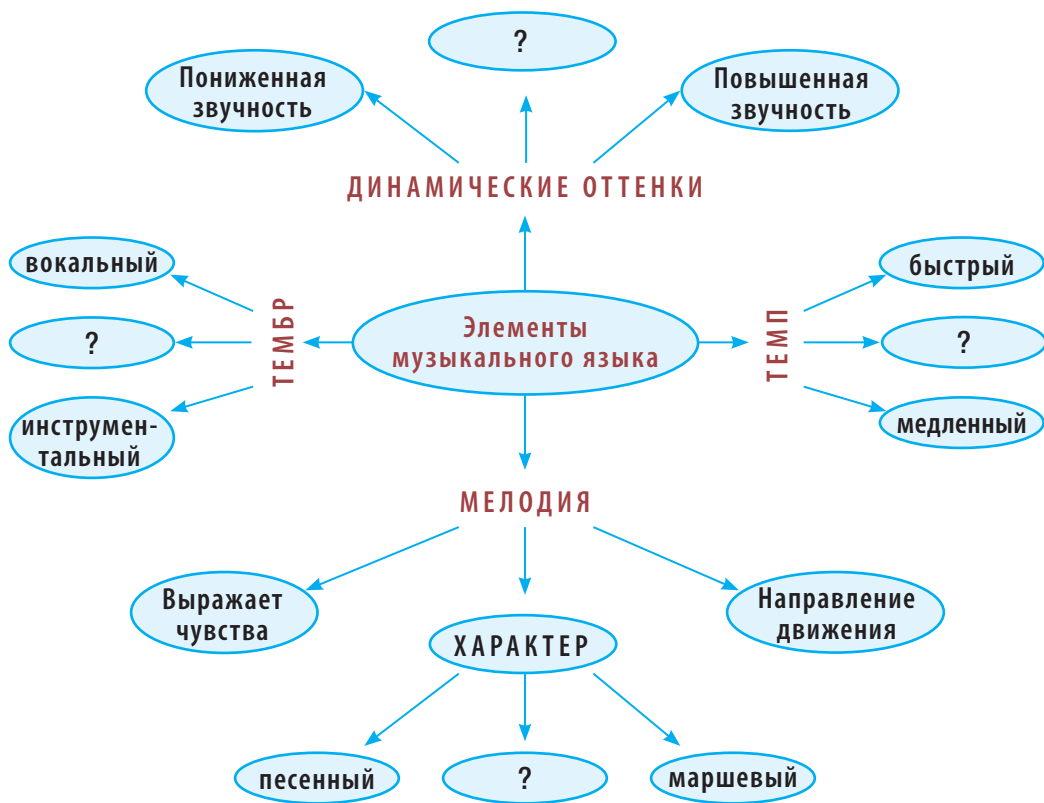 ?
Пониженная
звучность
Повышенная
звучность
ДИНАМИЧЕСКИЕ ОТТЕНКИ
вокальный
?
инструмен-
тальный
ТЕМБР
Элементы
музыкального языка
ТЕМП
быстрый
?
медленный
МЕЛОДИЯ
Выражает
чувства
ХАРАКТЕР
Направление
движения
песенный
?
маршевый